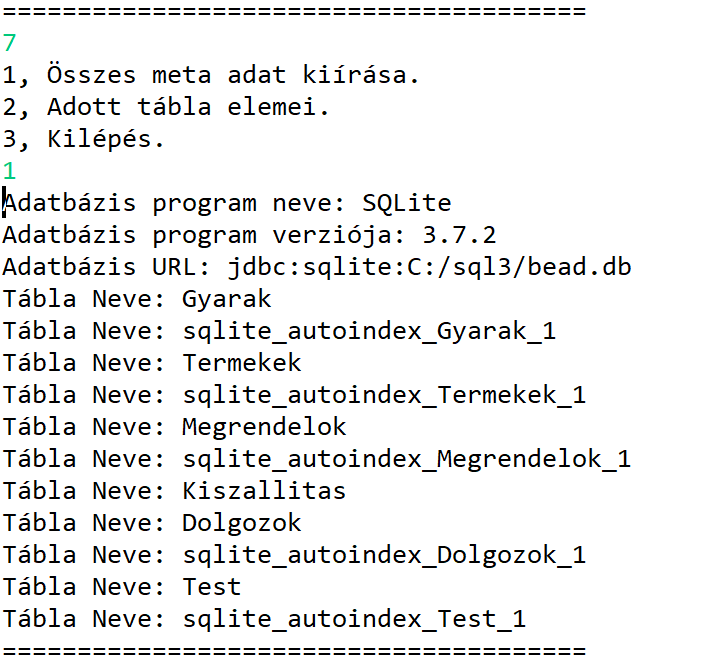 =======================================
7
1, Összes meta adat kiírása.
2, Adott tábla elemei.
3, Kilépés.
1
Adatbázis program neve: SQLite
Adatbázis program verziója: 3.7.2
Adatbázis URL: jdbc:sqlite:C:/sql3/bead.db
Tábla Neve: Gyarak
Tábla Neve: sqlite_autoindex_Gyarak_1
Tábla Neve: Termekek
Tábla Neve: sqlite_autoindex_Termekek_1
Tábla Neve: Megrendelok
Tábla Neve: sqlite_autoindex_Megrendelok_1
Tábla Neve: Kiszallitas
Tábla Neve: Dolgozok
Tábla Neve: sqlite_autoindex_Dolgozok_1
Tábla Neve: Test
Tábla Neve: sqlite_autoindex_Test_1
=======================================